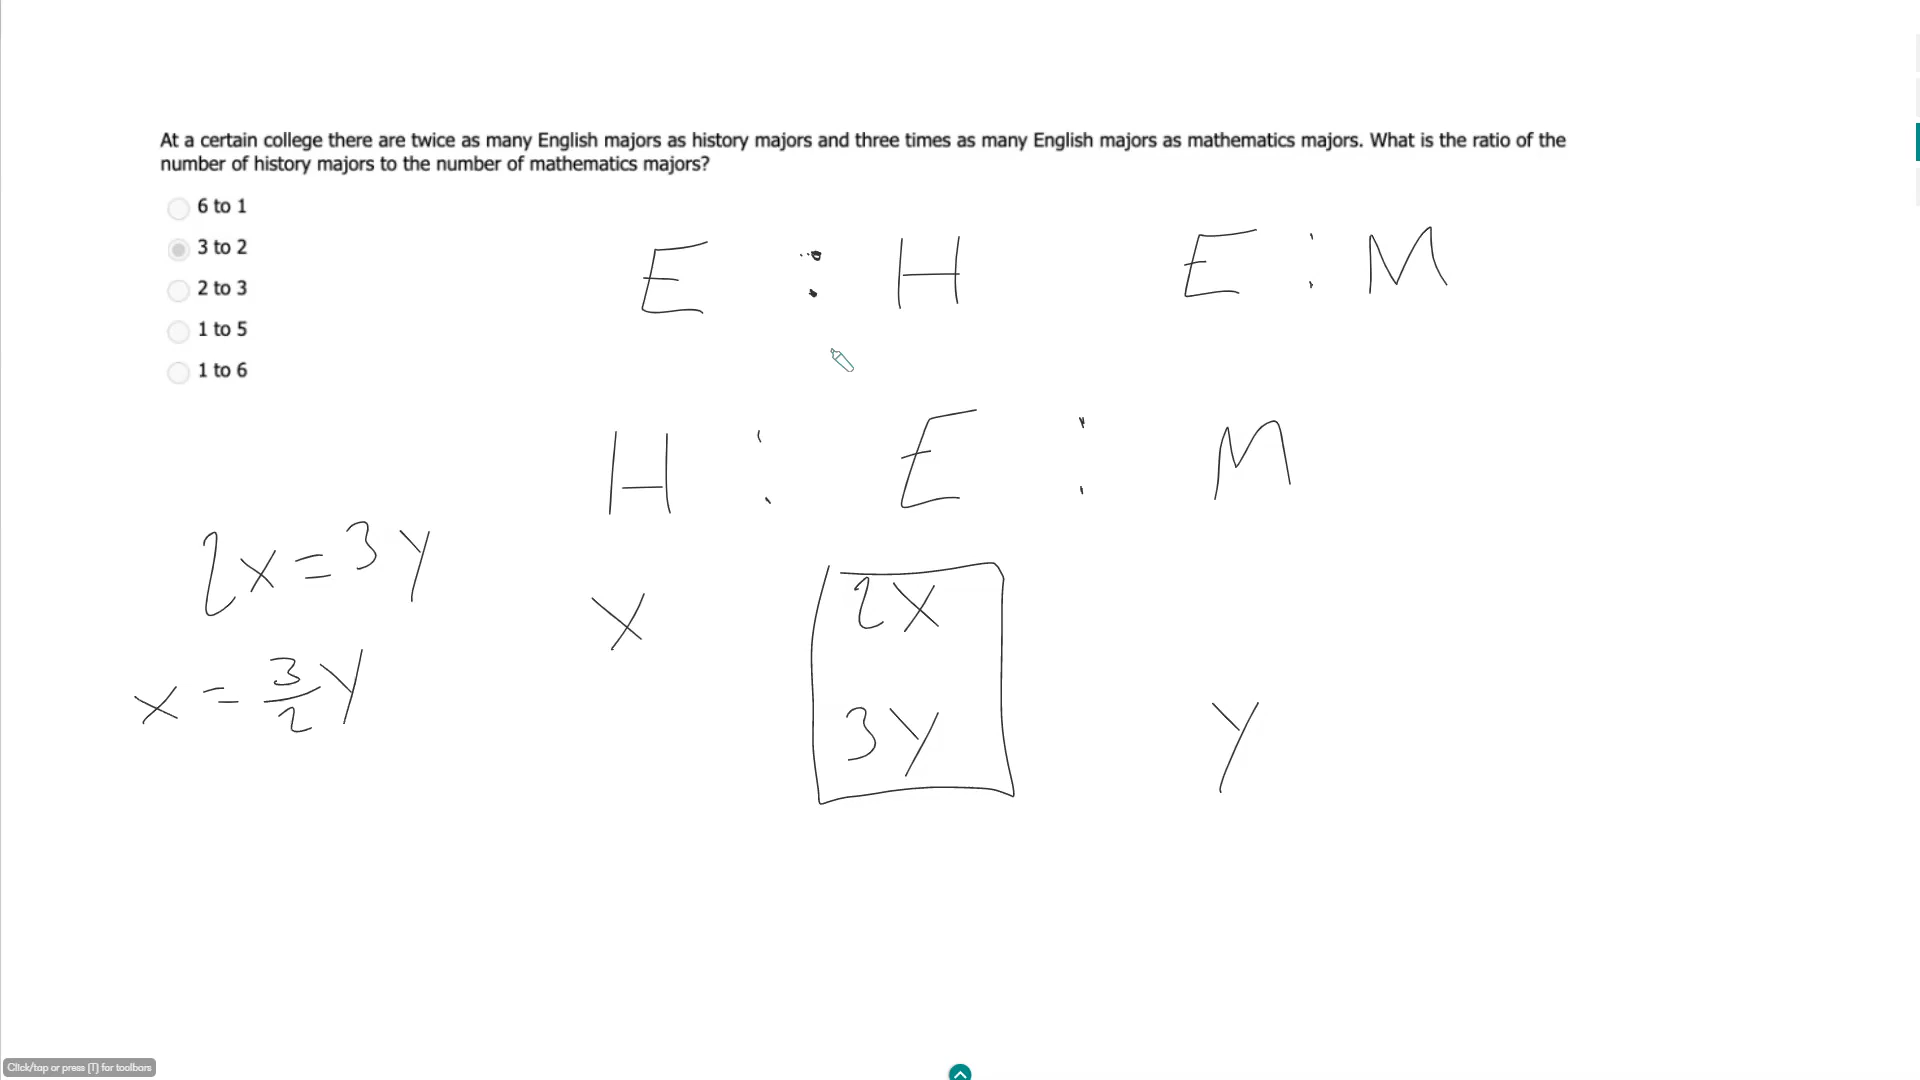 At a certain college there are twice as many English majors as history majors and three times as many English majors as mathematics majors. What is the ratio of the
number of history majors to the number of mathematics majors?
6 to 1
3 to 2
2 to 3
1 to 5
1 to 6
E : H
E : M
H : E : M
2x = 3y
x
2x
x = 3/2 y
3y
y
Click/tap or press [T] for toolbars